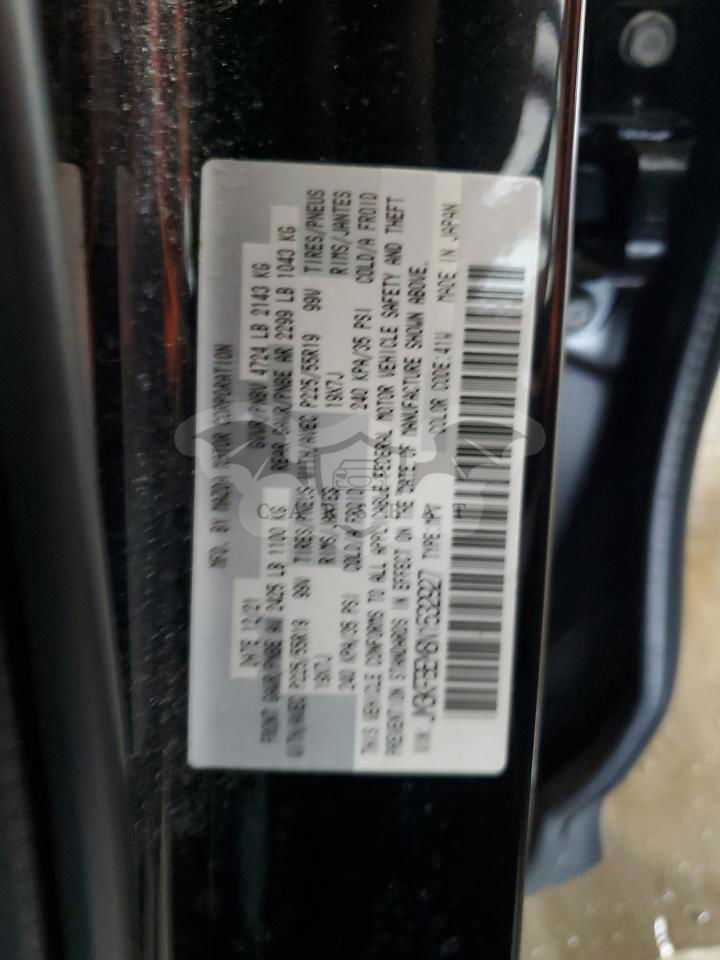 MFD. BY MAZDA MOTOR CORPORATION
DATE 12/21 GVWR/PNBV 4724 LB 2143 KG
FRONT GAWR/PNBE AV 2425 LB 1100 KG REAR GAWR/PNBE AR 2299 LB 1043 KG
WITH/AVEC P225/55R19 99V TIRES/PNEUS WITH/AVEC P225/55R19 99V TIRES/PNEUS
19X7J RIMS/JANTES 19X7J RIMS/JANTES
240 KPA/35 PSI COLD/A FROID 240 KPA/35 PSI COLD/A FROID
THIS VEHICLE CONFORMS TO ALL APPLICABLE FEDERAL MOTOR VEHICLE SAFETY AND THEFT
PREVENTION STANDARDS IN EFFECT ON THE DATE OF MANUFACTURE SHOWN ABOVE.
VIN. TYPE.MPV COLOR CODE.41W MADE IN JAPAN